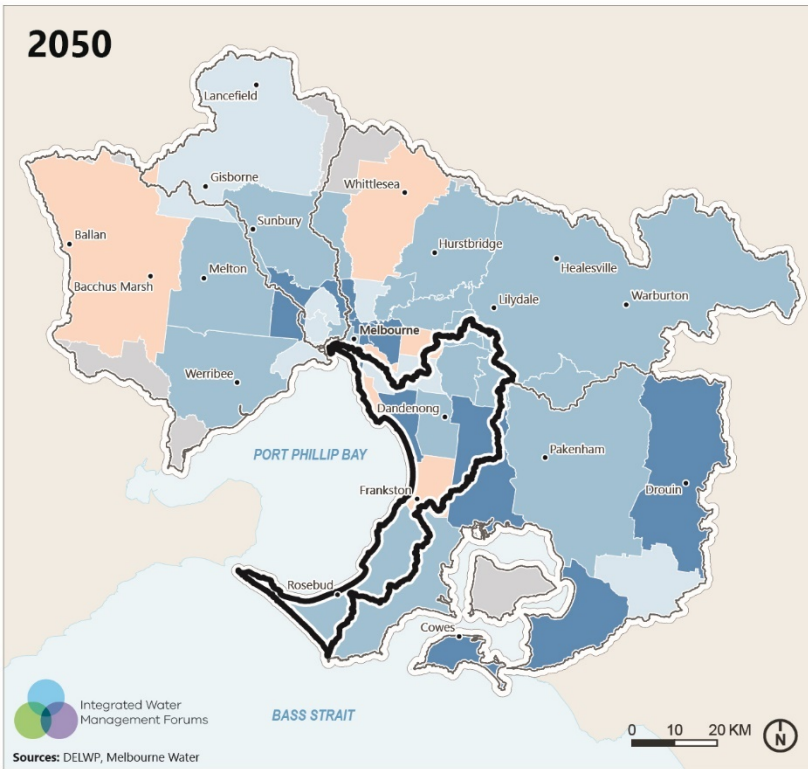 2050
Lancefield
Gisborne
Whittlesea
Sunbury
Ballan
Hurstbridge
Healesville
Melton
Bacchus Marsh
Lilydale
Warburton
Melbourne
Werribee
Dandenong
PORT PHILLIP BAY
Pakenham
Frankston
Drouin
Rosebud
Cowes
Integrated Water
Management Forums
BASS STRAIT
0 10 20 KM
N
Sources: DELWP, Melbourne Water